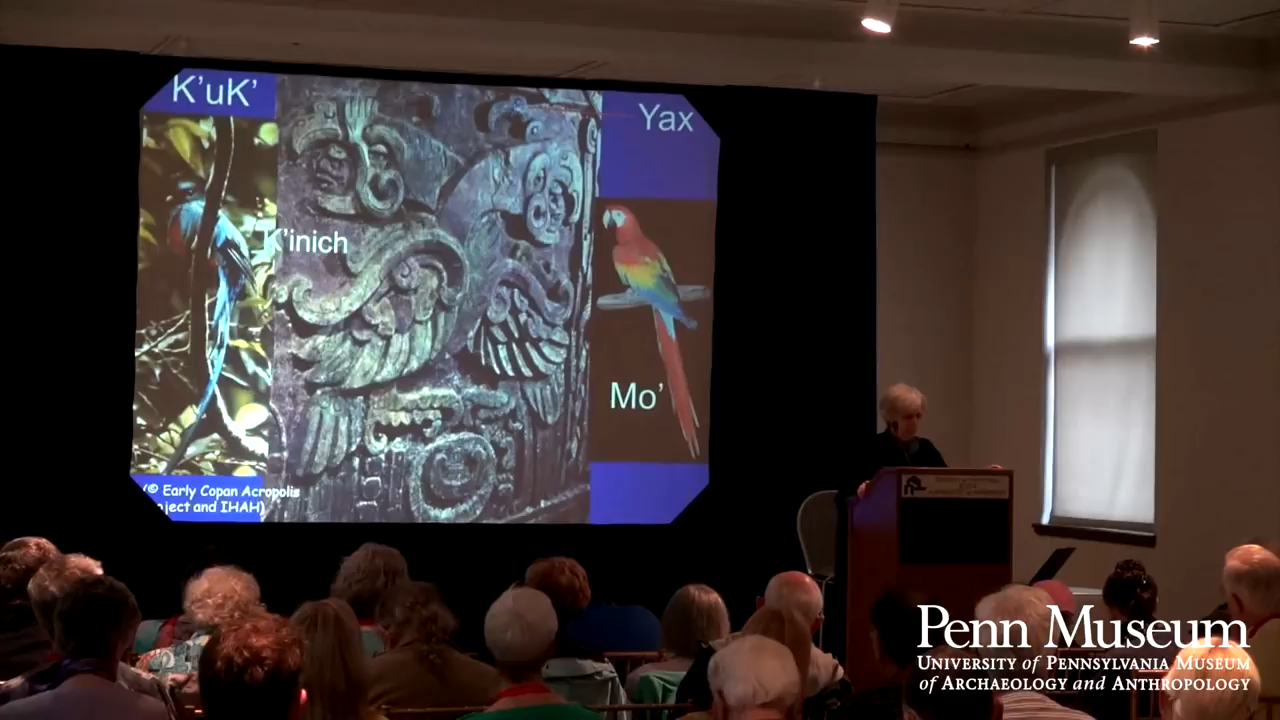 K'uK'
Yax
K'inich
Mo'
(© Early Copan Acropolis
oject and IHAH)
Penn Museum
University of Pennsylvania Museum
of Archaeology and Anthropology